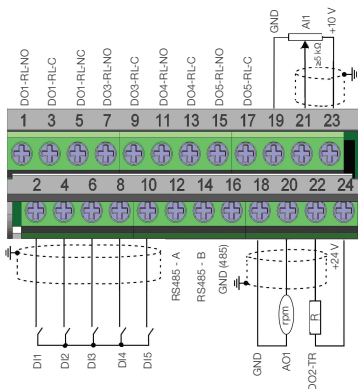 DO1-RL-NO
DO1-RL-C
DO1-RL-NC
DO3-RL-NO
DO3-RL-C
DO4-RL-NO
DO4-RL-C
DO5-RL-NO
DO5-RL-C
GND
AI1
≥5 kΩ
+10 V
1 3 5 7 9 11 13 15 17 19 21 23
2 4 6 8 10 12 14 16 18 20 22 24
RS485 - A
RS485 - B
GND (485)
+24 V
rpm
R
DI1
DI2
DI3
DI4
DI5
GND
AO1
DO2-TR